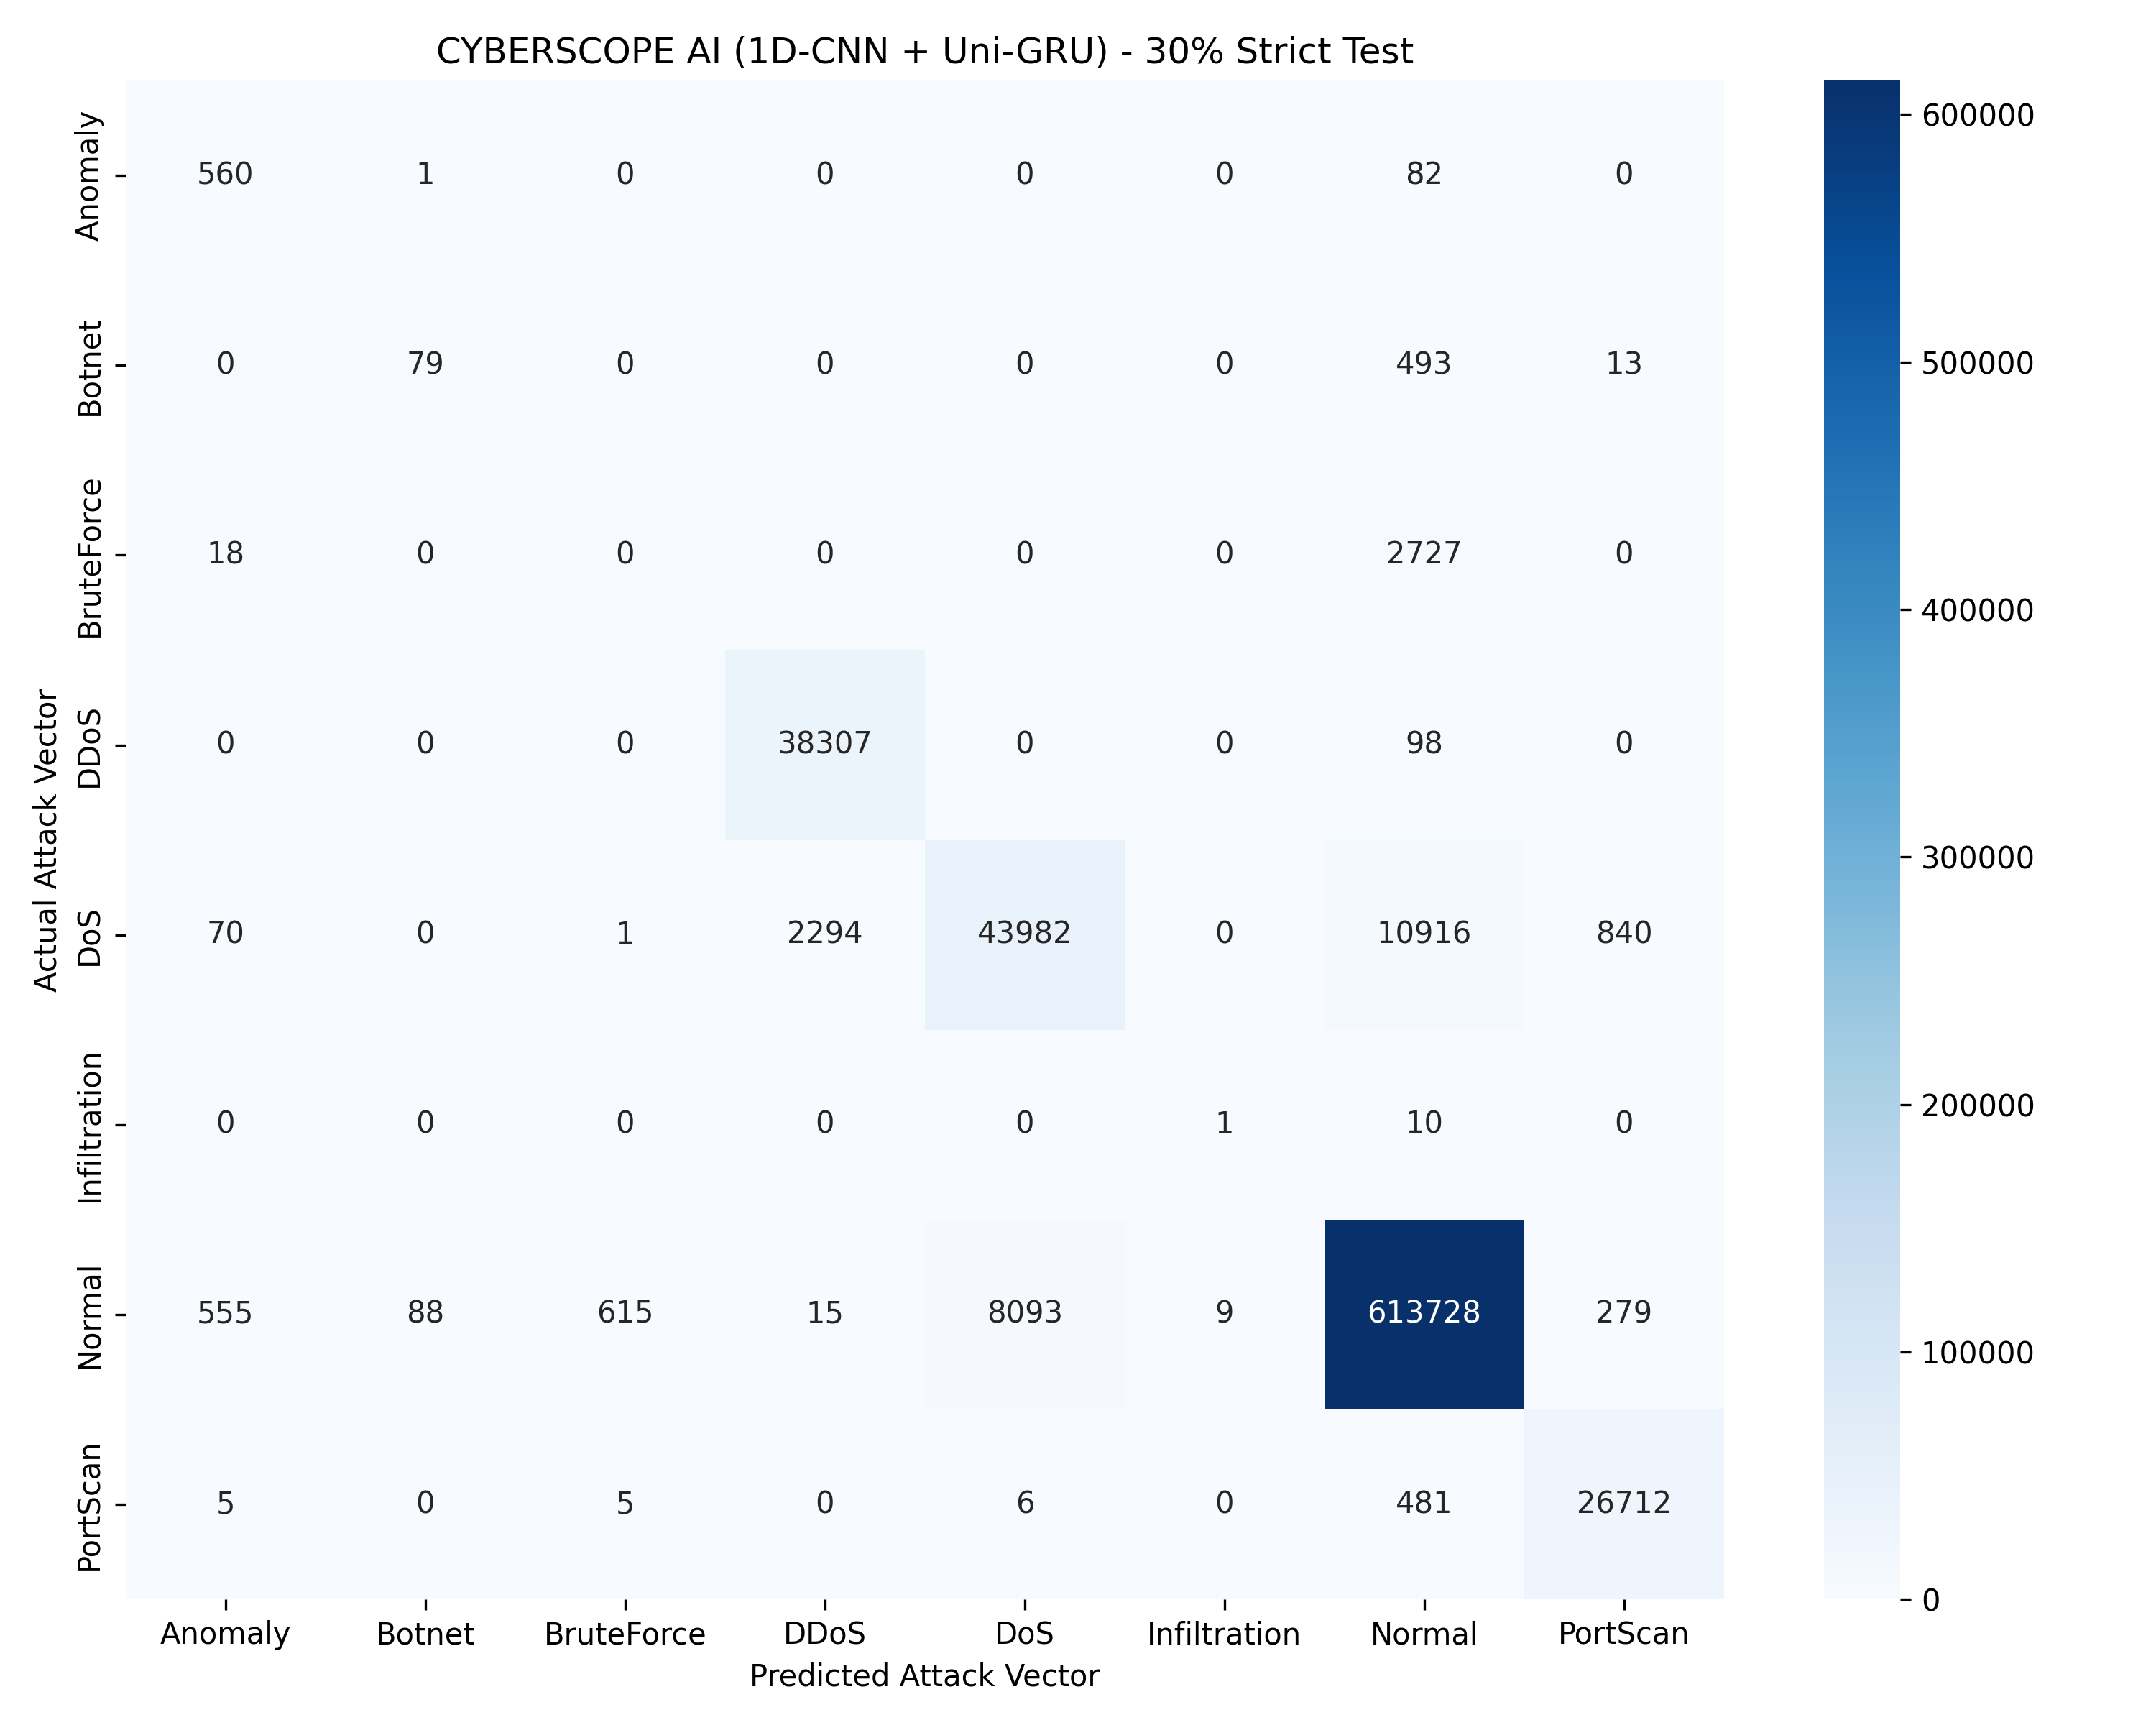 CYBERSCOPE AI (1D-CNN + Uni-GRU) - 30% Strict Test
Actual Attack Vector
Anomaly 560 1 0 0 0 0 82 0
Botnet 0 79 0 0 0 0 493 13
BruteForce 18 0 0 0 0 0 2727 0
DDoS 0 0 0 38307 0 0 98 0
DoS 70 0 1 2294 43982 0 10916 840
Infiltration 0 0 0 0 0 1 10 0
Normal 555 88 615 15 8093 9 613728 279
PortScan 5 0 5 0 6 0 481 26712
Anomaly Botnet BruteForce DDoS DoS Infiltration Normal PortScan
Predicted Attack Vector
600000
500000
400000
300000
200000
100000
0